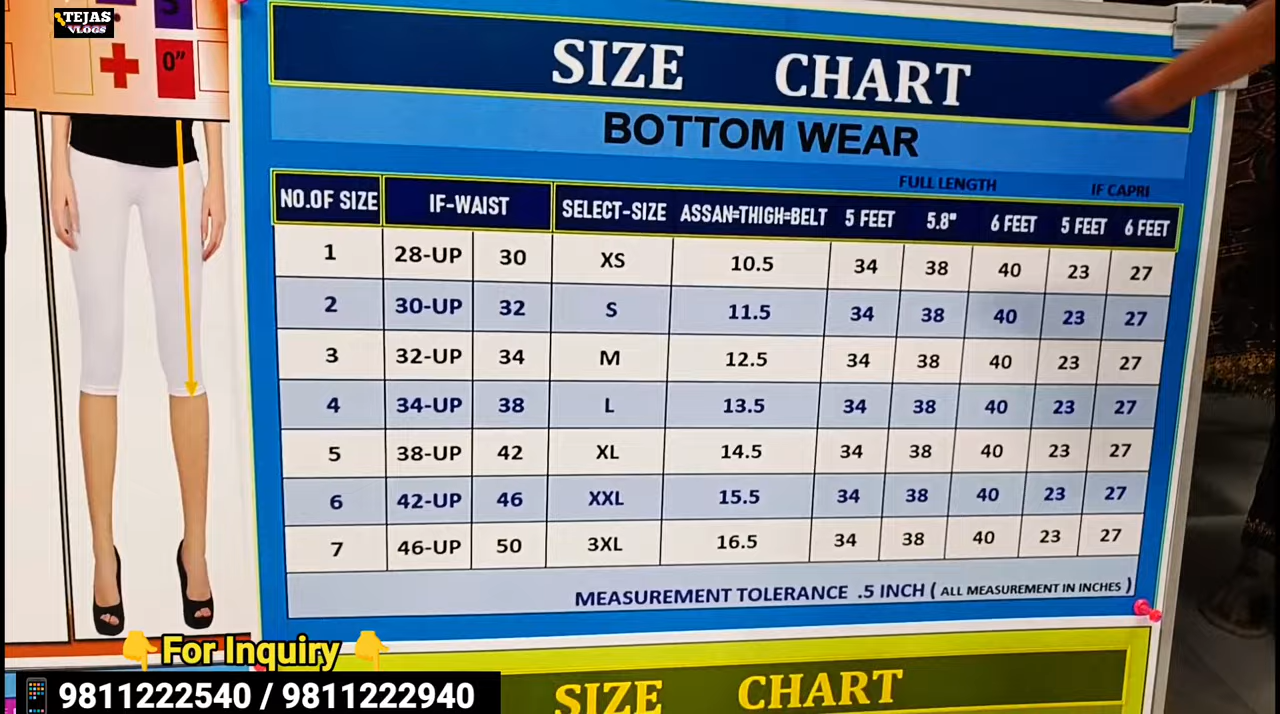 TEJAS
VLOGS
0"
SIZE CHART
BOTTOM WEAR
FULL LENGTH IF CAPRI
NO.OF SIZE IF-WAIST SELECT-SIZE ASSAN=THIGH=BELT 5 FEET 5.8" 6 FEET 5 FEET 6 FEET
1 28-UP 30 XS 10.5 34 38 40 23 27
2 30-UP 32 S 11.5 34 38 40 23 27
3 32-UP 34 M 12.5 34 38 40 23 27
4 34-UP 38 L 13.5 34 38 40 23 27
5 38-UP 42 XL 14.5 34 38 40 23 27
6 42-UP 46 XXL 15.5 34 38 40 23 27
7 46-UP 50 3XL 16.5 34 38 40 23 27
MEASUREMENT TOLERANCE .5 INCH ( ALL MEASUREMENT IN INCHES )
For Inquiry
9811222540 / 9811222940
SIZE CHART